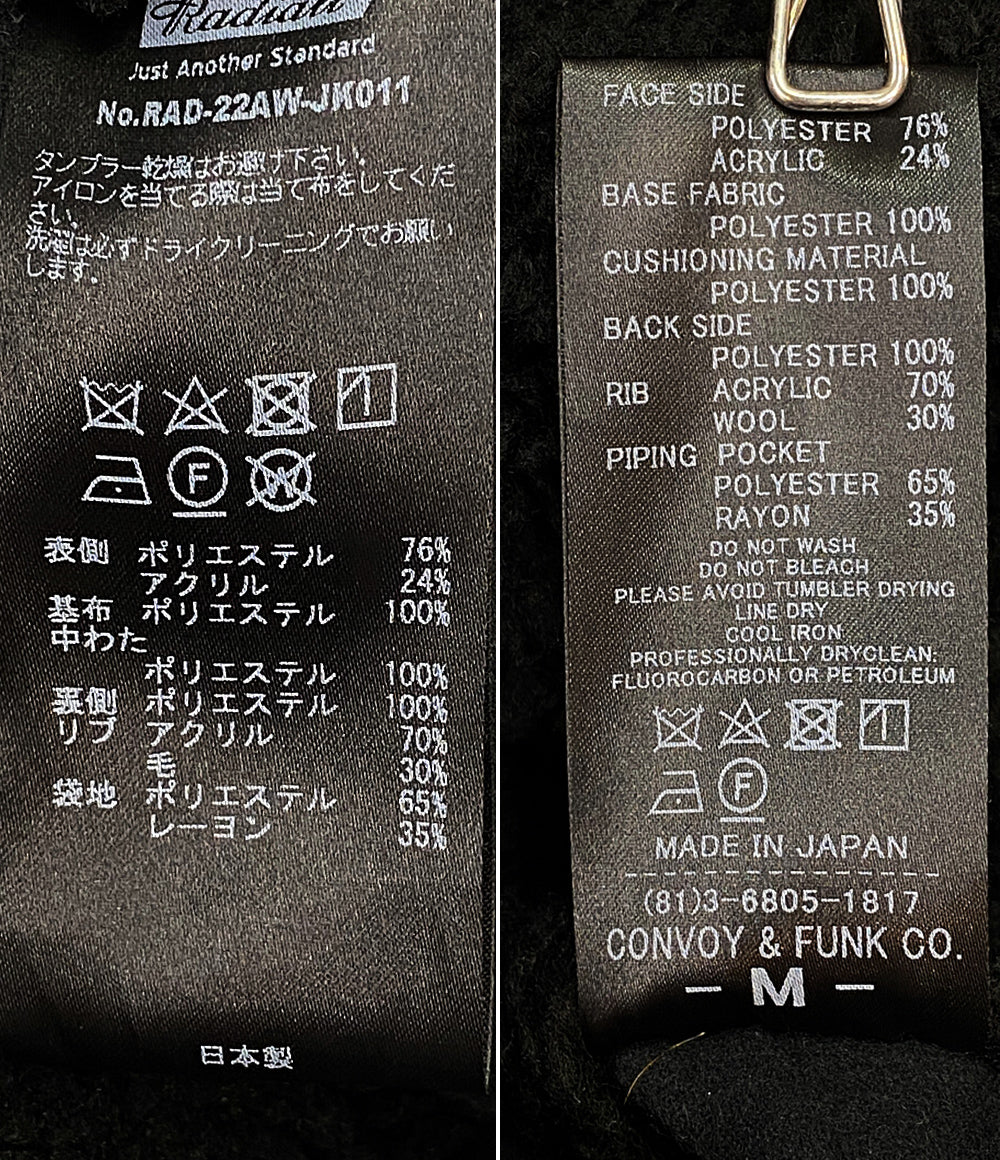 Radiall
Just Another Standard
No.RAD-22AW-JK011
タンブラー乾燥はお避け下さい。
アイロンを当てる際は当て布をしてくだ
さい。
洗濯は必ずドライクリーニングでお願い
します。
F
W
表側 ポリエステル 76%
アクリル 24%
基布 ポリエステル 100%
中わた
ポリエステル 100%
裏側 ポリエステル 100%
リブ アクリル 70%
毛 30%
袋地 ポリエステル 65%
レーヨン 35%
日本製
FACE SIDE
POLYESTER 76%
ACRYLIC 24%
BASE FABRIC
POLYESTER 100%
CUSHIONING MATERIAL
POLYESTER 100%
BACK SIDE
POLYESTER 100%
RIB ACRYLIC 70%
WOOL 30%
PIPING POCKET
POLYESTER 65%
RAYON 35%
DO NOT WASH
DO NOT BLEACH
PLEASE AVOID TUMBLER DRYING
LINE DRY
COOL IRON
PROFESSIONALLY DRYCLEAN:
FLUOROCARBON OR PETROLEUM
F
MADE IN JAPAN
(81)3-6805-1817
CONVOY & FUNK CO.
- M -